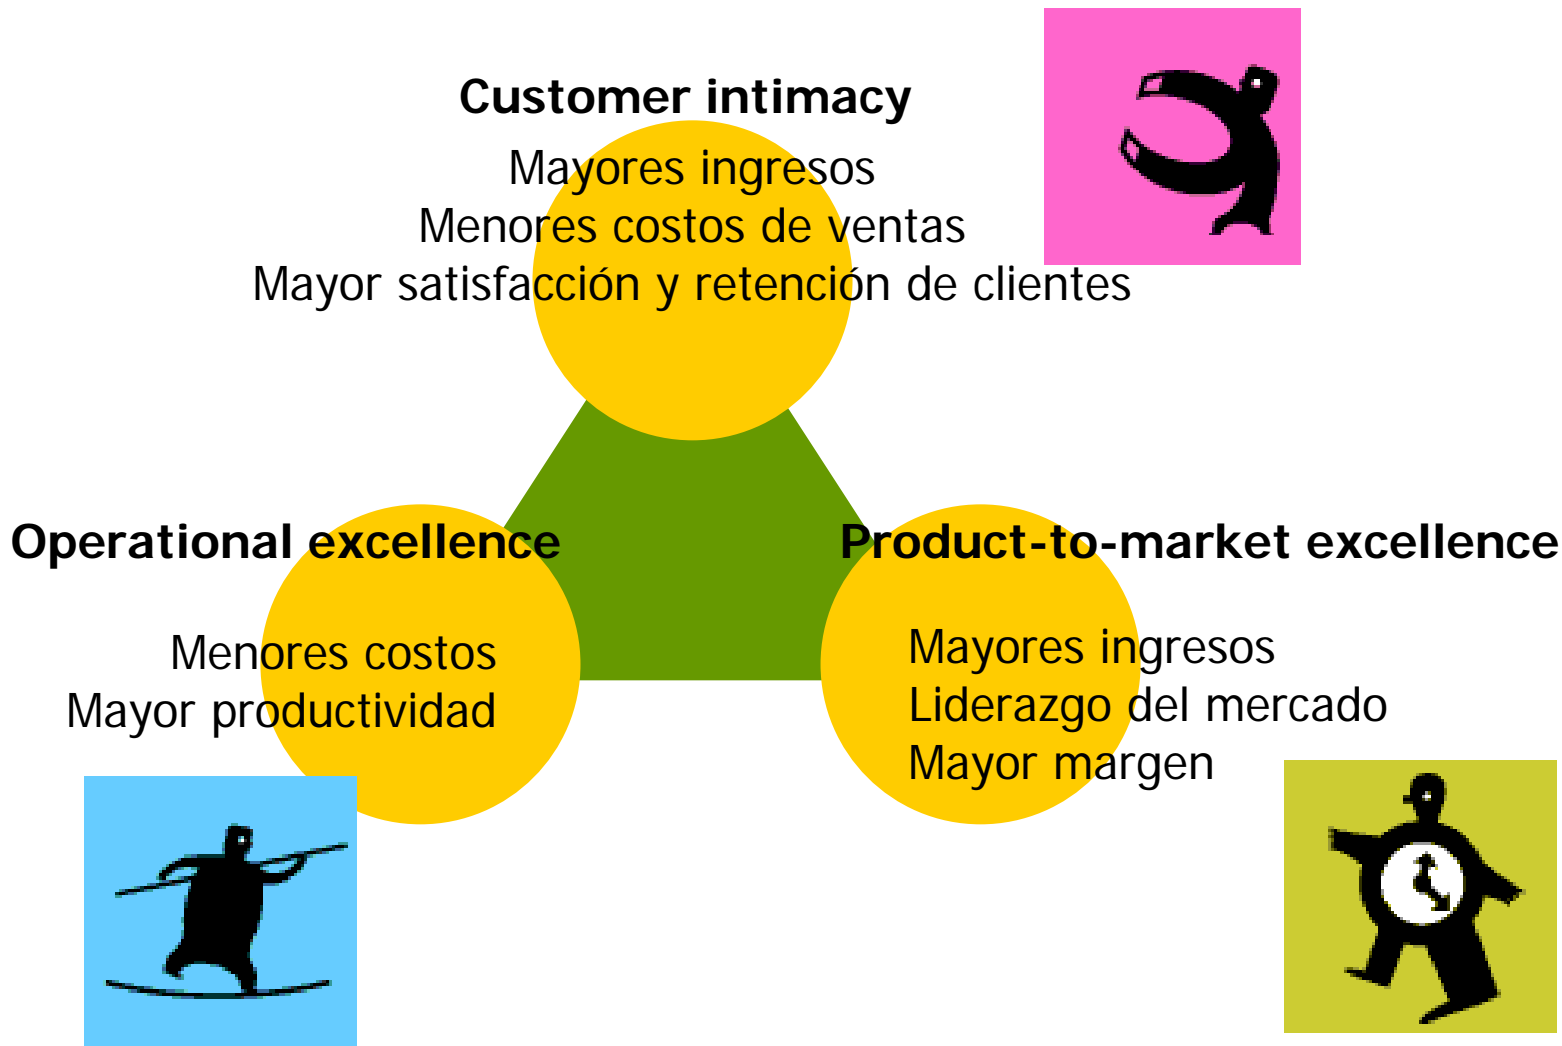 Customer intimacy
Mayores ingresos
Menores costos de ventas
Mayor satisfacción y retención de clientes
Operational excellence
Menores costos
Mayor productividad
Product-to-market excellence
Mayores ingresos
Liderazgo del mercado
Mayor margen